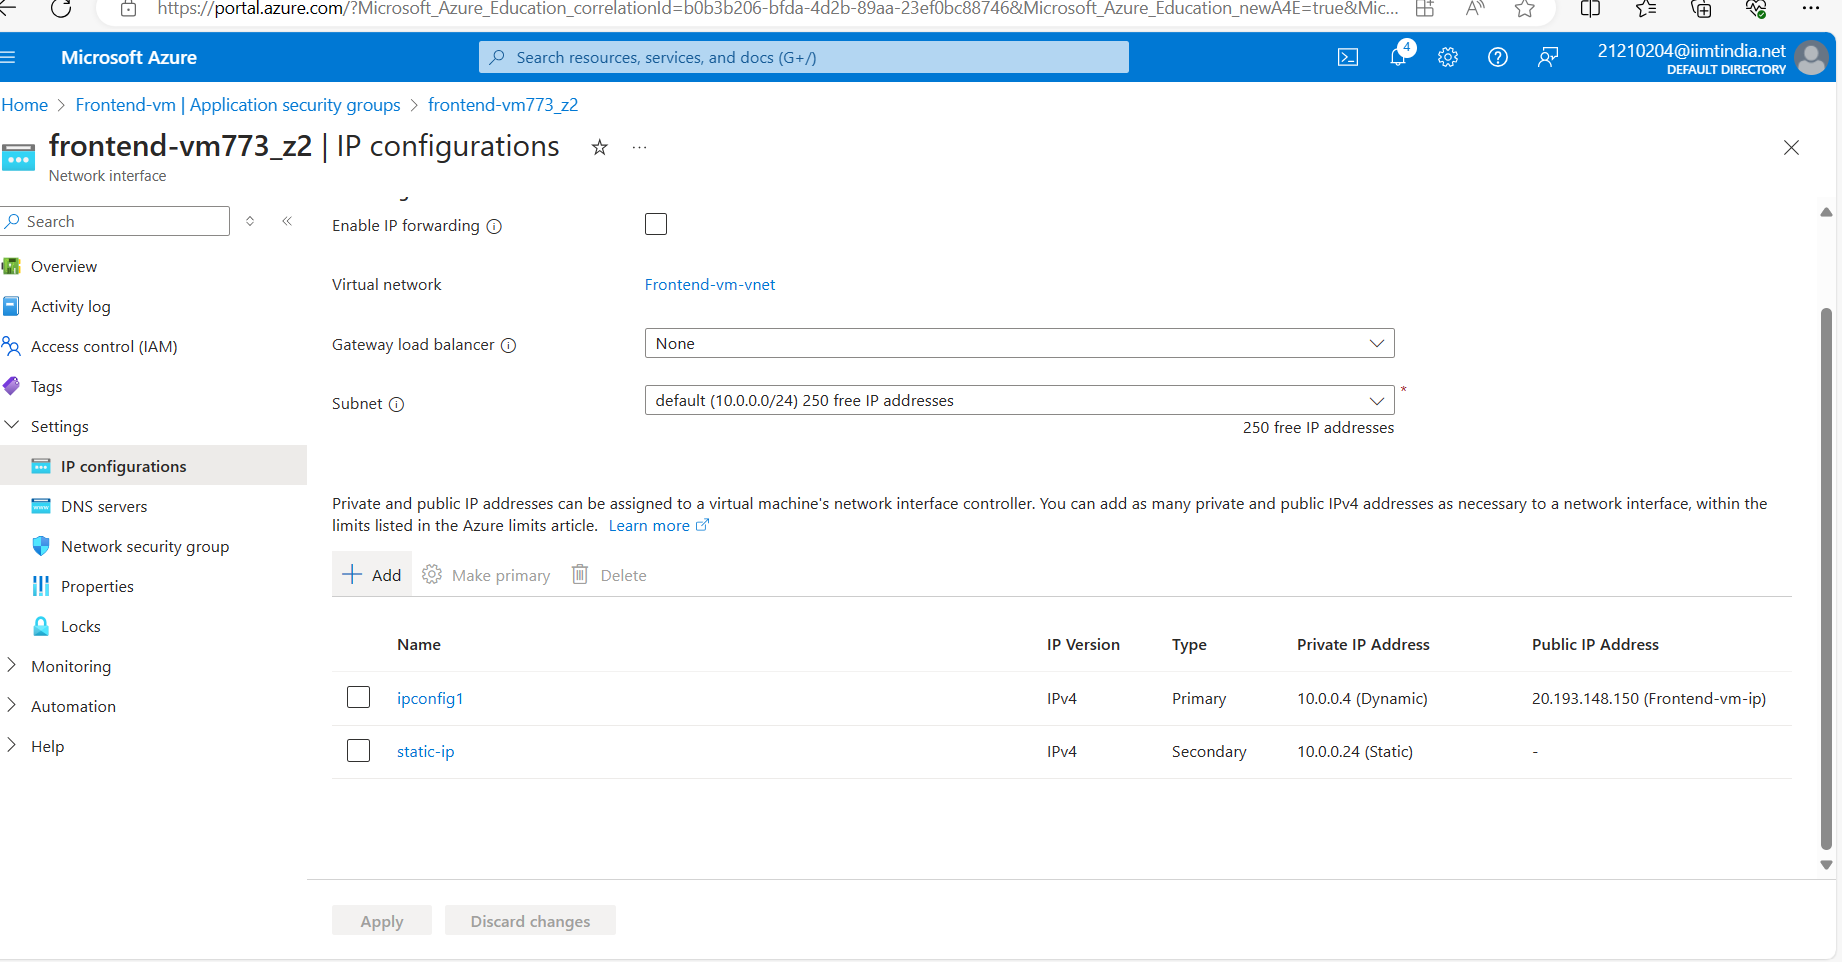 https://portal.azure.com/?Microsoft_Azure_Education_correlationId=b0b3b206-bfda-4d2b-89aa-23ef0bc88746&Microsoft_Azure_Education_newA4E=true&Mic...
Microsoft Azure
Search resources, services, and docs (G+/)
4
21210204@iimtindia.net
DEFAULT DIRECTORY
Home > Frontend-vm | Application security groups > frontend-vm773_z2
frontend-vm773_z2 | IP configurations
Network interface
Search
Overview
Activity log
Access control (IAM)
Tags
Settings
IP configurations
DNS servers
Network security group
Properties
Locks
Monitoring
Automation
Help
Enable IP forwarding
Virtual network
Frontend-vm-vnet
Gateway load balancer
None
Subnet
default (10.0.0.0/24) 250 free IP addresses
*
250 free IP addresses
Private and public IP addresses can be assigned to a virtual machine's network interface controller. You can add as many private and public IPv4 addresses as necessary to a network interface, within the
limits listed in the Azure limits article. Learn more
Add Make primary Delete
Name IP Version Type Private IP Address Public IP Address
ipconfig1 IPv4 Primary 10.0.0.4 (Dynamic) 20.193.148.150 (Frontend-vm-ip)
static-ip IPv4 Secondary 10.0.0.24 (Static) -
Apply Discard changes